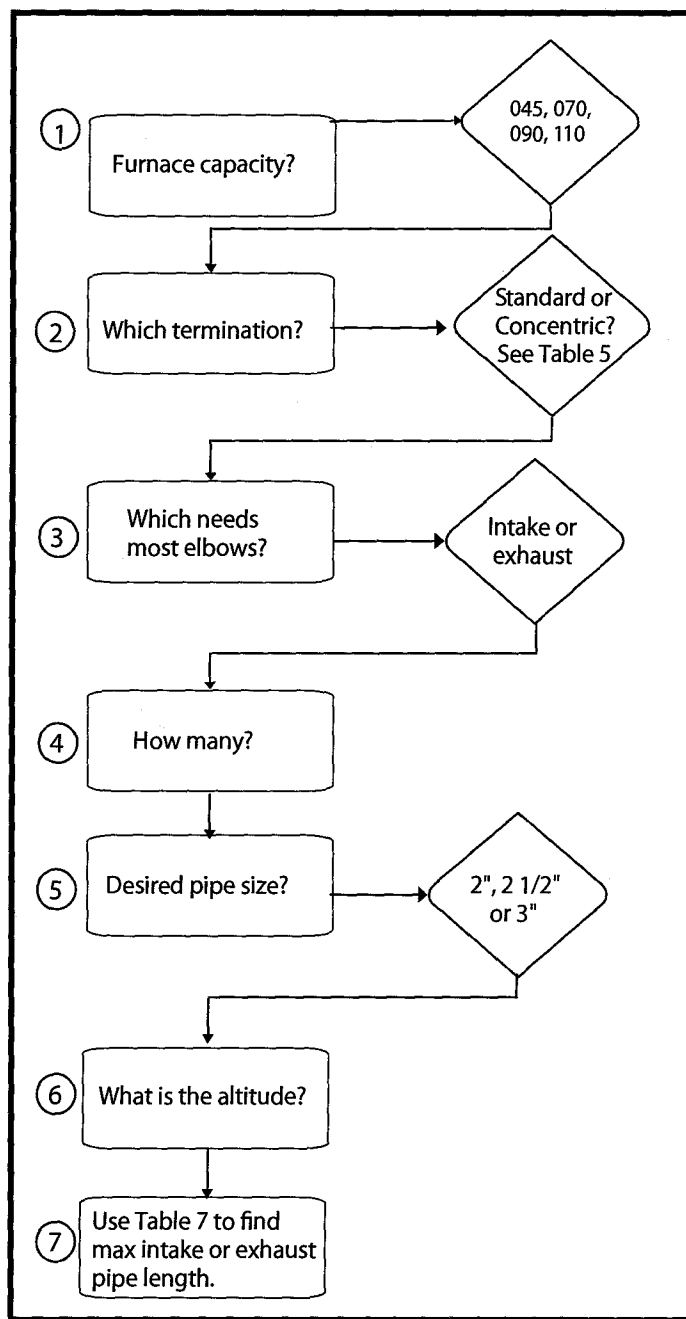 1
Furnace capacity?
045, 070,
090, 110
2
Which termination?
Standard or
Concentric?
See Table 5
3
Which needs
most elbows?
Intake or
exhaust
4
How many?
5
Desired pipe size?
2", 2 1/2"
or 3"
6
What is the altitude?
7
Use Table 7 to find
max intake or exhaust
pipe length.